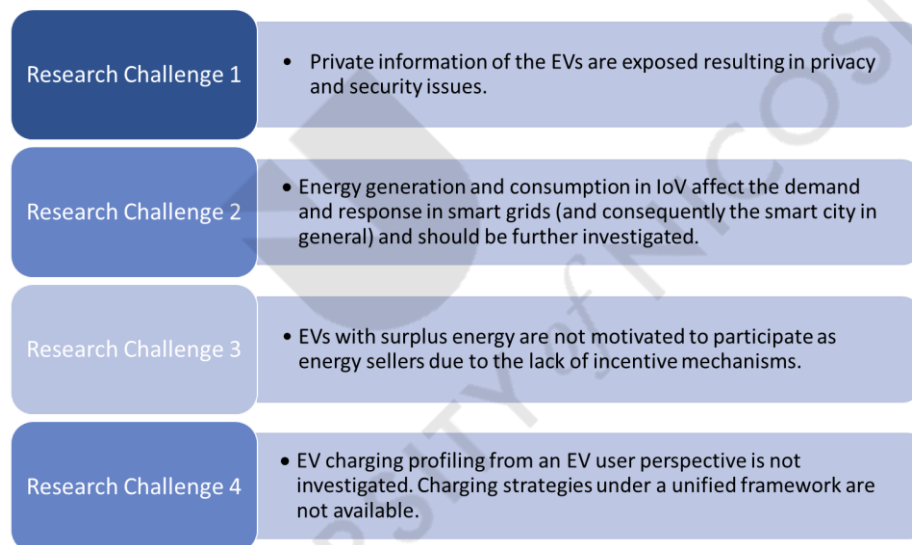 Research Challenge 1
• Private information of the EVs are exposed resulting in privacy
and security issues.
Research Challenge 2
• Energy generation and consumption in IoV affect the demand
and response in smart grids (and consequently the smart city in
general) and should be further investigated.
Research Challenge 3
• EVs with surplus energy are not motivated to participate as
energy sellers due to the lack of incentive mechanisms.
Research Challenge 4
• EV charging profiling from an EV user perspective is not
investigated. Charging strategies under a unified framework are
not available.
RSITY of NICOSI